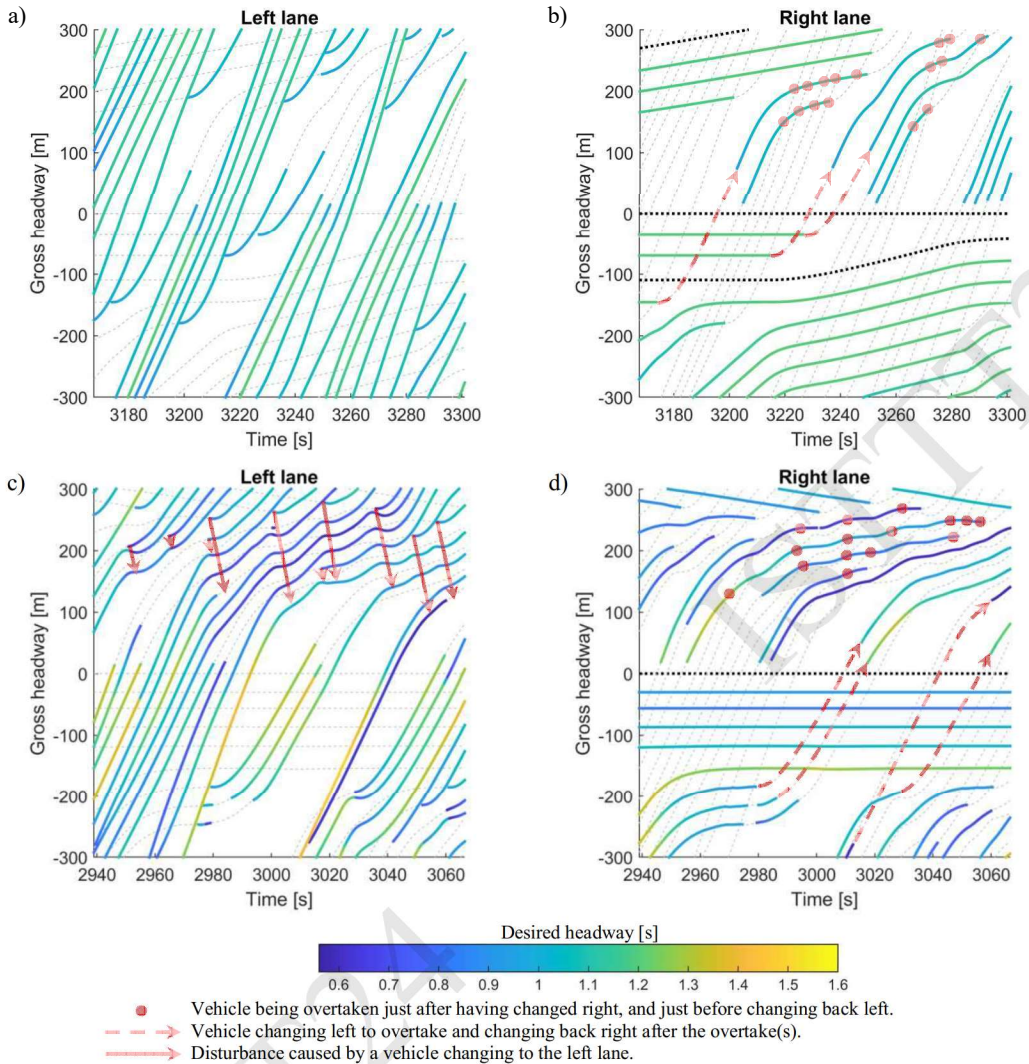 a)
Left lane
300
200
100
0
-100
-200
-300
Gross headway [m]
3180 3200 3220 3240 3260 3280 3300
Time [s]
b)
Right lane
300
200
100
0
-100
-200
-300
Gross headway [m]
3180 3200 3220 3240 3260 3280 3300
Time [s]
c)
Left lane
300
200
100
0
-100
-200
-300
Gross headway [m]
2940 2960 2980 3000 3020 3040 3060
Time [s]
d)
Right lane
300
200
100
0
-100
-200
-300
Gross headway [m]
2940 2960 2980 3000 3020 3040 3060
Time [s]
Desired headway [s]
0.6 0.7 0.8 0.9 1 1.1 1.2 1.3 1.4 1.5 1.6
Vehicle being overtaken just after having changed right, and just before changing back left.
Vehicle changing left to overtake and changing back right after the overtake(s).
Disturbance caused by a vehicle changing to the left lane.